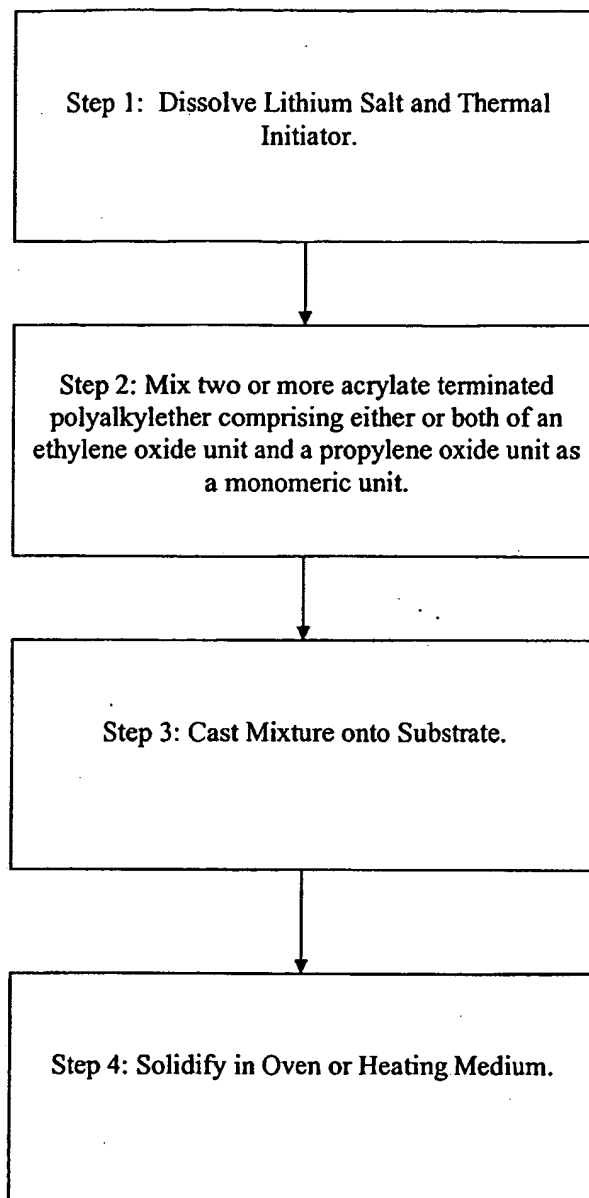 Step 1: Dissolve Lithium Salt and Thermal
Initiator.
Step 2: Mix two or more acrylate terminated
polyalkylether comprising either or both of an
ethylene oxide unit and a propylene oxide unit as
a monomeric unit.
Step 3: Cast Mixture onto Substrate.
Step 4: Solidify in Oven or Heating Medium.